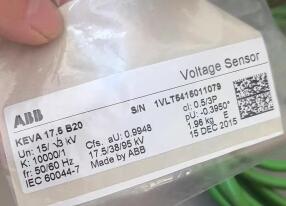 ABB
Voltage Sensor
KEVA 17.5 B20
S/N 1VLT5415011079
Un: 15/√3 kV
Cfs. aU: 0.9948
cl: 0.5/3P
K: 10000/1
17.5/38/95 kV
pU: -0.3950°
fr: 50/60 Hz
Made by ABB
1.96 kg E
IEC 60044-7
15 DEC 2015